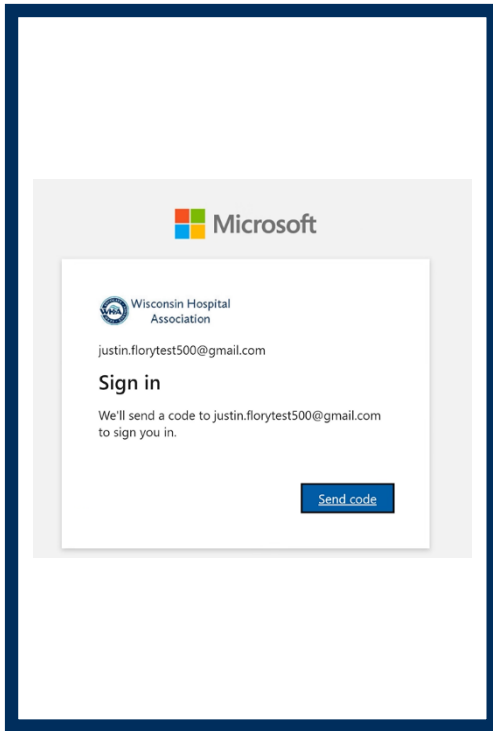 Microsoft
WHA
Wisconsin Hospital
Association
justin.florytest500@gmail.com
Sign in
We'll send a code to justin.florytest500@gmail.com
to sign you in.
Send code